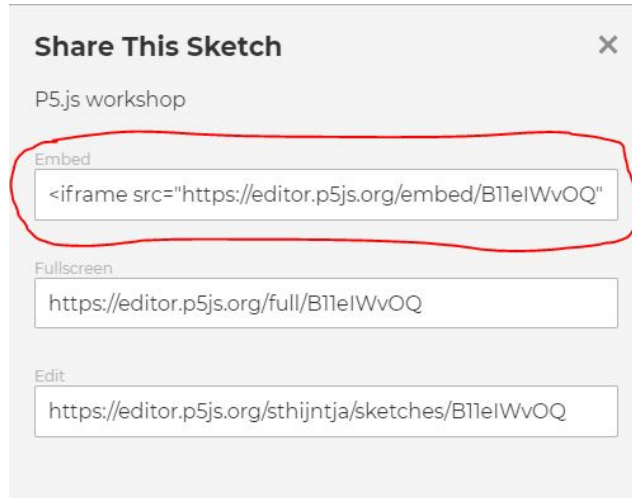 Share This Sketch
P5.js workshop
Embed
<iframe src="https://editor.p5js.org/embed/B11eIWvOQ"
Fullscreen
https://editor.p5js.org/full/B11eIWvOQ
Edit
https://editor.p5js.org/sthijntja/sketches/B11eIWvOQ